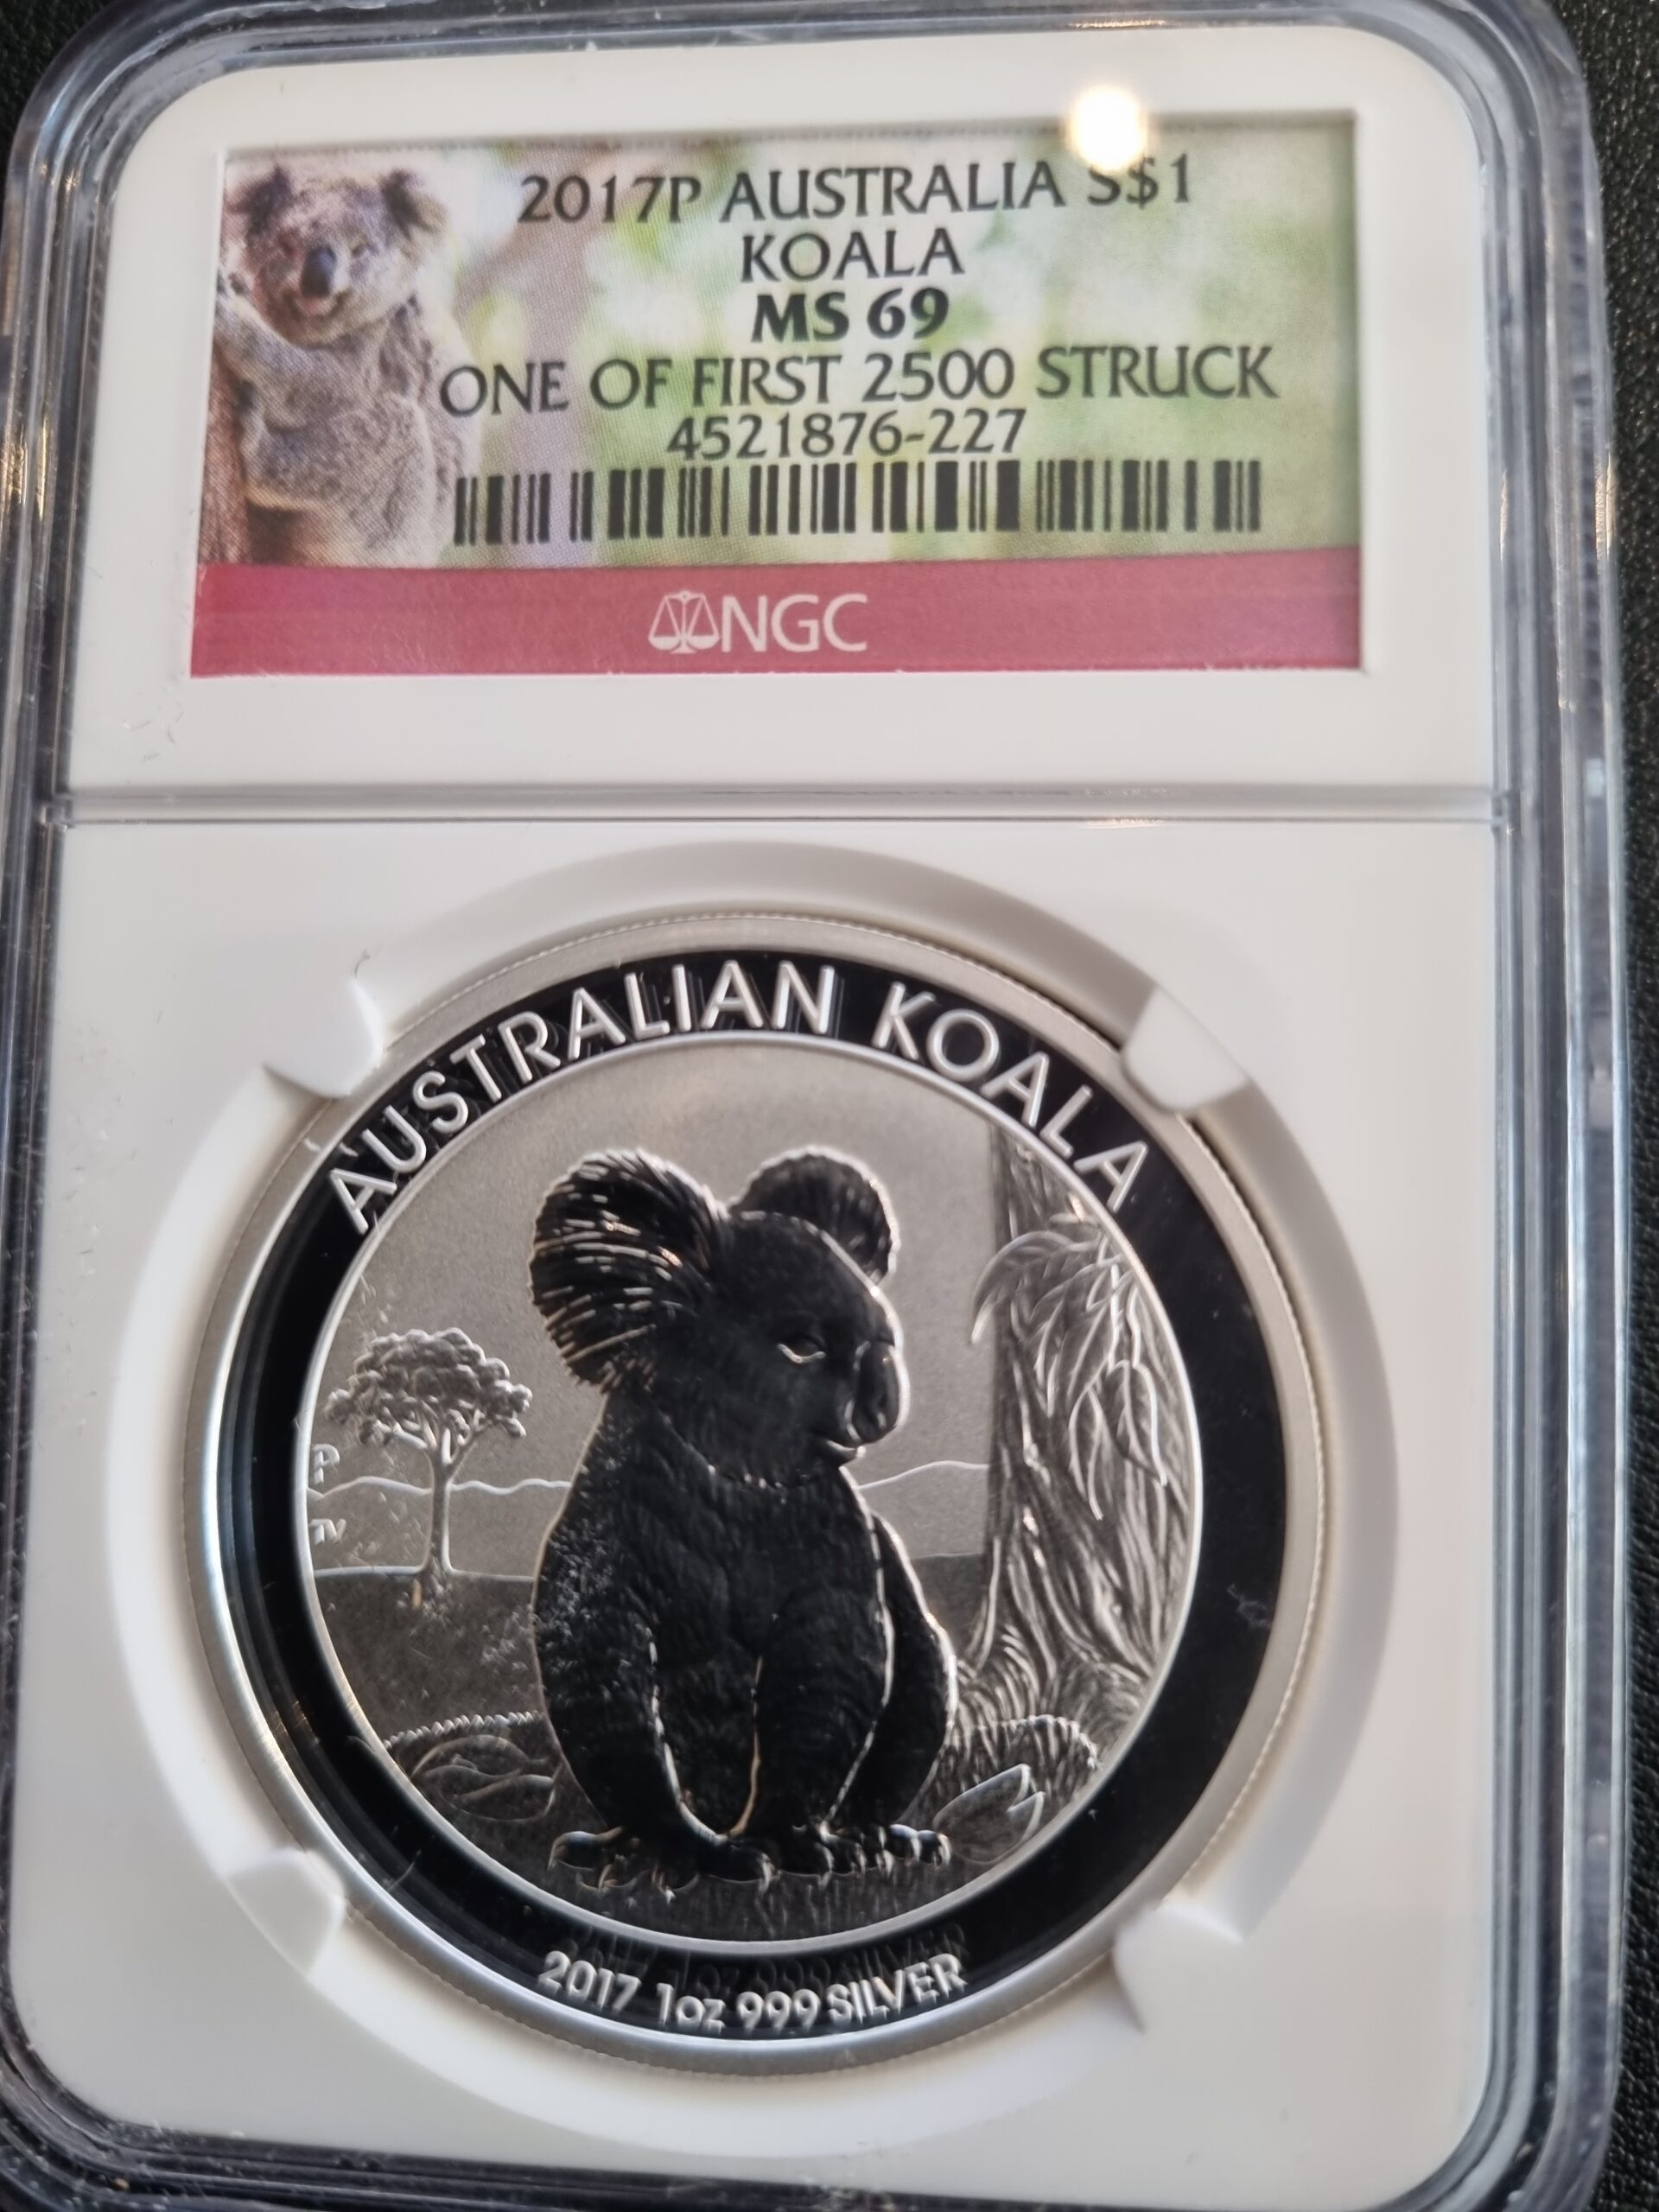 2017P AUSTRALIA S$1
KOALA
MS 69
ONE OF FIRST 2500 STRUCK
4521876-227
NGC
AUSTRALIAN KOALA
P
TV
2017 1oz 999 SILVER